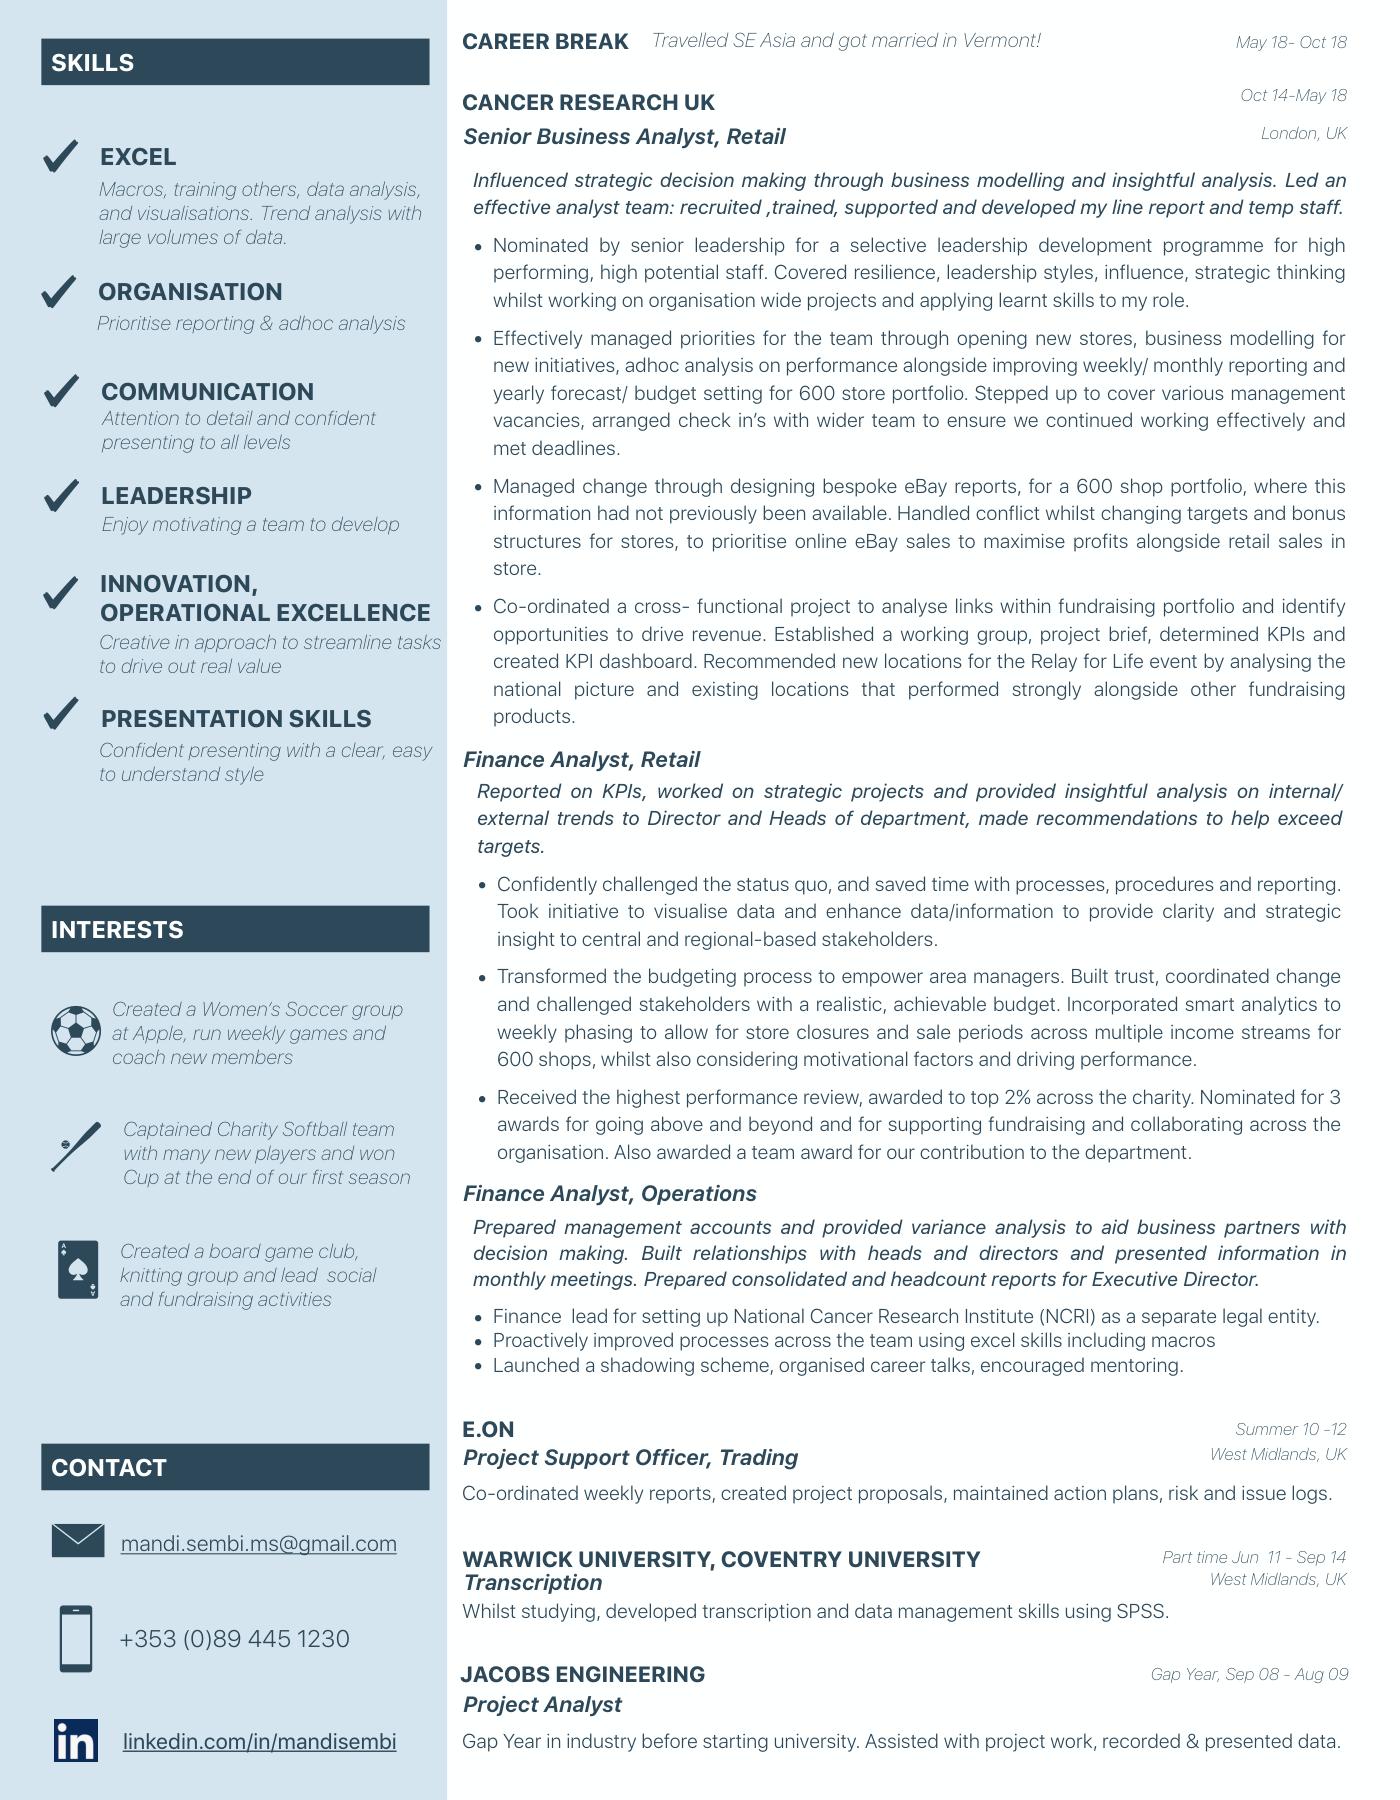 SKILLS
EXCEL
Macros, training others, data analysis,
and visualisations. Trend analysis with
large volumes of data.
ORGANISATION
Prioritise reporting & adhoc analysis
COMMUNICATION
Attention to detail and confident
presenting to all levels
LEADERSHIP
Enjoy motivating a team to develop
INNOVATION,
OPERATIONAL EXCELLENCE
Creative in approach to streamline tasks
to drive out real value
PRESENTATION SKILLS
Confident presenting with a clear, easy
to understand style
INTERESTS
Created a Women's Soccer group
at Apple, run weekly games and
coach new members
Captained Charity Softball team
with many new players and won
Cup at the end of our first season
A
Created a board game club,
knitting group and lead  social
and fundraising activities
A
CONTACT
mandi.sembi.ms@gmail.com
+353 (0)89 445 1230
in
linkedin.com/in/mandisembi
CAREER BREAK Travelled SE Asia and got married in Vermont! May 18- Oct 18
CANCER RESEARCH UK Oct 14-May 18
Senior Business Analyst, Retail London, UK
Influenced strategic decision making through business modelling and insightful analysis. Led an
effective analyst team: recruited ,trained, supported and developed my line report and temp staff.
• Nominated by senior leadership for a selective leadership development programme for high
performing, high potential staff. Covered resilience, leadership styles, influence, strategic thinking
whilst working on organisation wide projects and applying learnt skills to my role.
• Effectively managed priorities for the team through opening new stores, business modelling for
new initiatives, adhoc analysis on performance alongside improving weekly/ monthly reporting and
yearly forecast/ budget setting for 600 store portfolio. Stepped up to cover various management
vacancies, arranged check in's with wider team to ensure we continued working effectively and
met deadlines.
• Managed change through designing bespoke eBay reports, for a 600 shop portfolio, where this
information had not previously been available. Handled conflict whilst changing targets and bonus
structures for stores, to prioritise online eBay sales to maximise profits alongside retail sales in
store.
• Co-ordinated a cross- functional project to analyse links within fundraising portfolio and identify
opportunities to drive revenue. Established a working group, project brief, determined KPIs and
created KPI dashboard. Recommended new locations for the Relay for Life event by analysing the
national picture and existing locations that performed strongly alongside other fundraising
products.
Finance Analyst, Retail
Reported on KPIs, worked on strategic projects and provided insightful analysis on internal/
external trends to Director and Heads of department, made recommendations to help exceed
targets.
• Confidently challenged the status quo, and saved time with processes, procedures and reporting.
Took initiative to visualise data and enhance data/information to provide clarity and strategic
insight to central and regional-based stakeholders.
• Transformed the budgeting process to empower area managers. Built trust, coordinated change
and challenged stakeholders with a realistic, achievable budget. Incorporated smart analytics to
weekly phasing to allow for store closures and sale periods across multiple income streams for
600 shops, whilst also considering motivational factors and driving performance.
• Received the highest performance review, awarded to top 2% across the charity. Nominated for 3
awards for going above and beyond and for supporting fundraising and collaborating across the
organisation. Also awarded a team award for our contribution to the department.
Finance Analyst, Operations
Prepared management accounts and provided variance analysis to aid business partners with
decision making. Built relationships with heads and directors and presented information in
monthly meetings. Prepared consolidated and headcount reports for Executive Director.
• Finance  lead for setting up National Cancer Research Institute (NCRI) as a separate legal entity.
• Proactively improved processes across the team using excel skills including macros
• Launched a shadowing scheme, organised career talks, encouraged mentoring.
E.ON Summer 10 -12
Project Support Officer, Trading West Midlands, UK
Co-ordinated weekly reports, created project proposals, maintained action plans, risk and issue logs.
WARWICK UNIVERSITY, COVENTRY UNIVERSITY Part time Jun  11 - Sep 14
Transcription West Midlands, UK
Whilst studying, developed transcription and data management skills using SPSS.
JACOBS ENGINEERING Gap Year, Sep 08 - Aug 09
Project Analyst
Gap Year in industry before starting university. Assisted with project work, recorded & presented data.